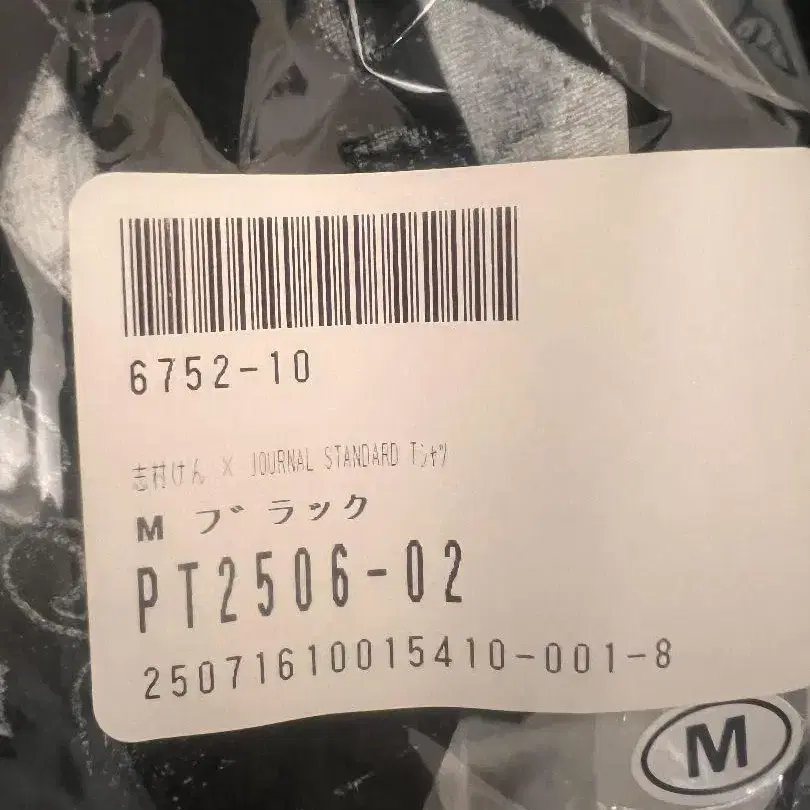 6752-10
志村けん × JOURNAL STANDARD Tシャツ
M ブラック
PT2506-02
25071610015410-001-8
M